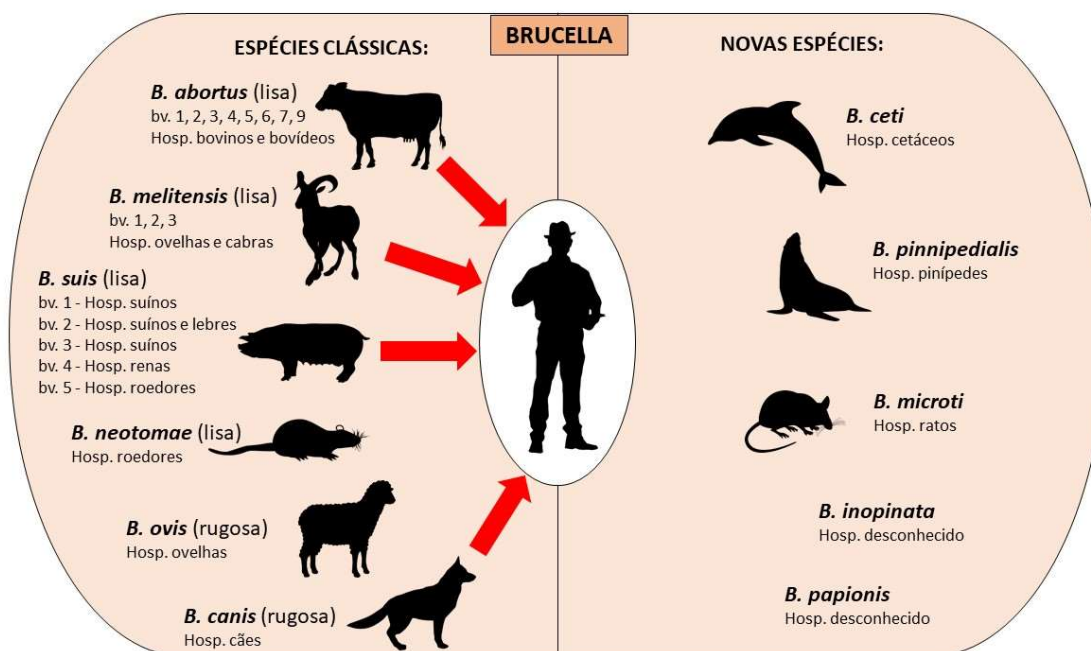 BRUCELLA
ESPÉCIES CLÁSSICAS:
B. abortus (lisa)
bv. 1, 2, 3, 4, 5, 6, 7, 9
Hosp. bovinos e bovídeos
B. melitensis (lisa)
bv. 1, 2, 3
Hosp. ovelhas e cabras
B. suis (lisa)
bv. 1 - Hosp. suínos
bv. 2 - Hosp. suínos e lebres
bv. 3 - Hosp. suínos
bv. 4 - Hosp. renas
bv. 5 - Hosp. roedores
B. neotomae (lisa)
Hosp. roedores
B. ovis (rugosa)
Hosp. ovelhas
B. canis (rugosa)
Hosp. cães
NOVAS ESPÉCIES:
B. ceti
Hosp. cetáceos
B. pinnipedialis
Hosp. pinípedes
B. microti
Hosp. ratos
B. inopinata
Hosp. desconhecido
B. papionis
Hosp. desconhecido